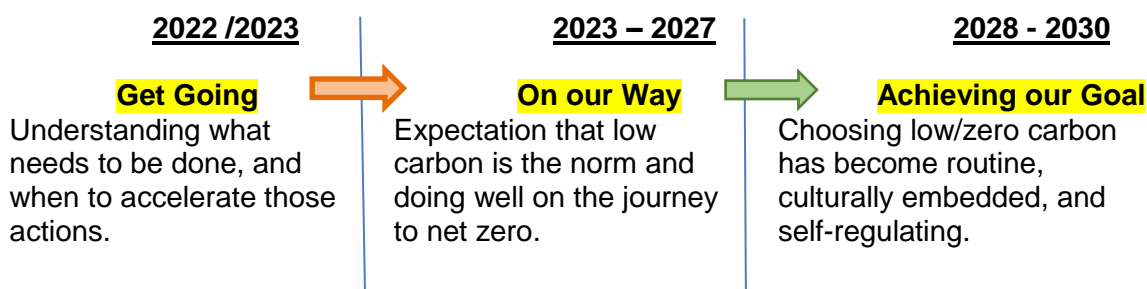 2022 /2023
Get Going
Understanding what
needs to be done, and
when to accelerate those
actions.
2023 – 2027
On our Way
Expectation that low
carbon is the norm and
doing well on the journey
to net zero.
2028 - 2030
Achieving our Goal
Choosing low/zero carbon
has become routine,
culturally embedded, and
self-regulating.